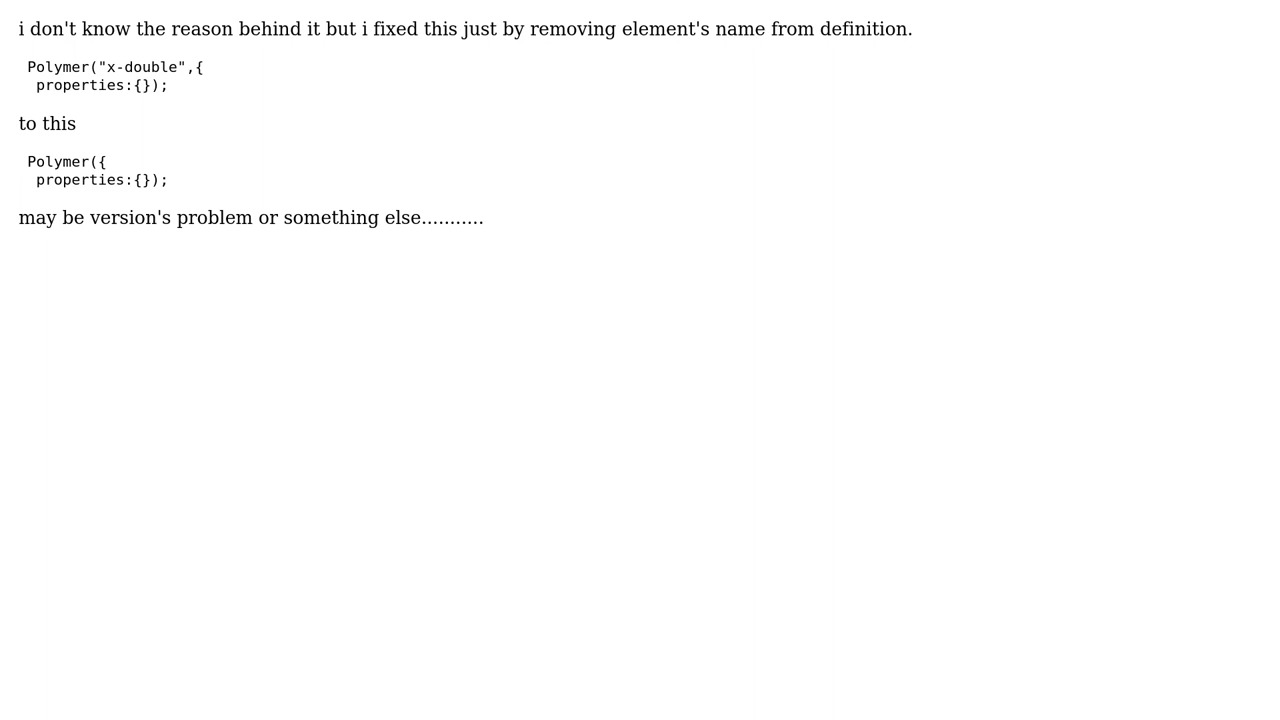 i don't know the reason behind it but i fixed this just by removing element's name from definition.
Polymer("x-double",{
properties:{});
to this
Polymer({
properties:{});
may be version's problem or something else...........